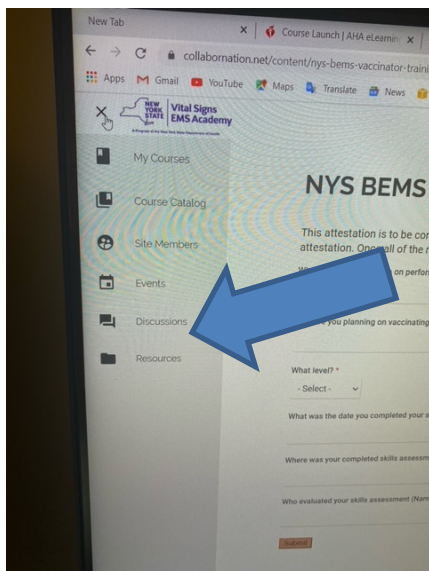 New Tab
Course Launch | AHA eLearning
collabornation.net/content/nys-bems-vaccinator-traini
Apps
Gmail
YouTube
Maps
Translate
News
NEW YORK STATE
Vital Signs
EMS Academy
My Courses
Course Catalog
Site Members
Events
Discussions
Resources
NYS BEMS
This attestation is to be cor
attestation. Once all of the r
on perfor
you planning on vaccinating
What level? *
- Select -
What was the date you completed your s
Where was your completed skills assessm
Who evaluated your skills assessment (Nam
Submit